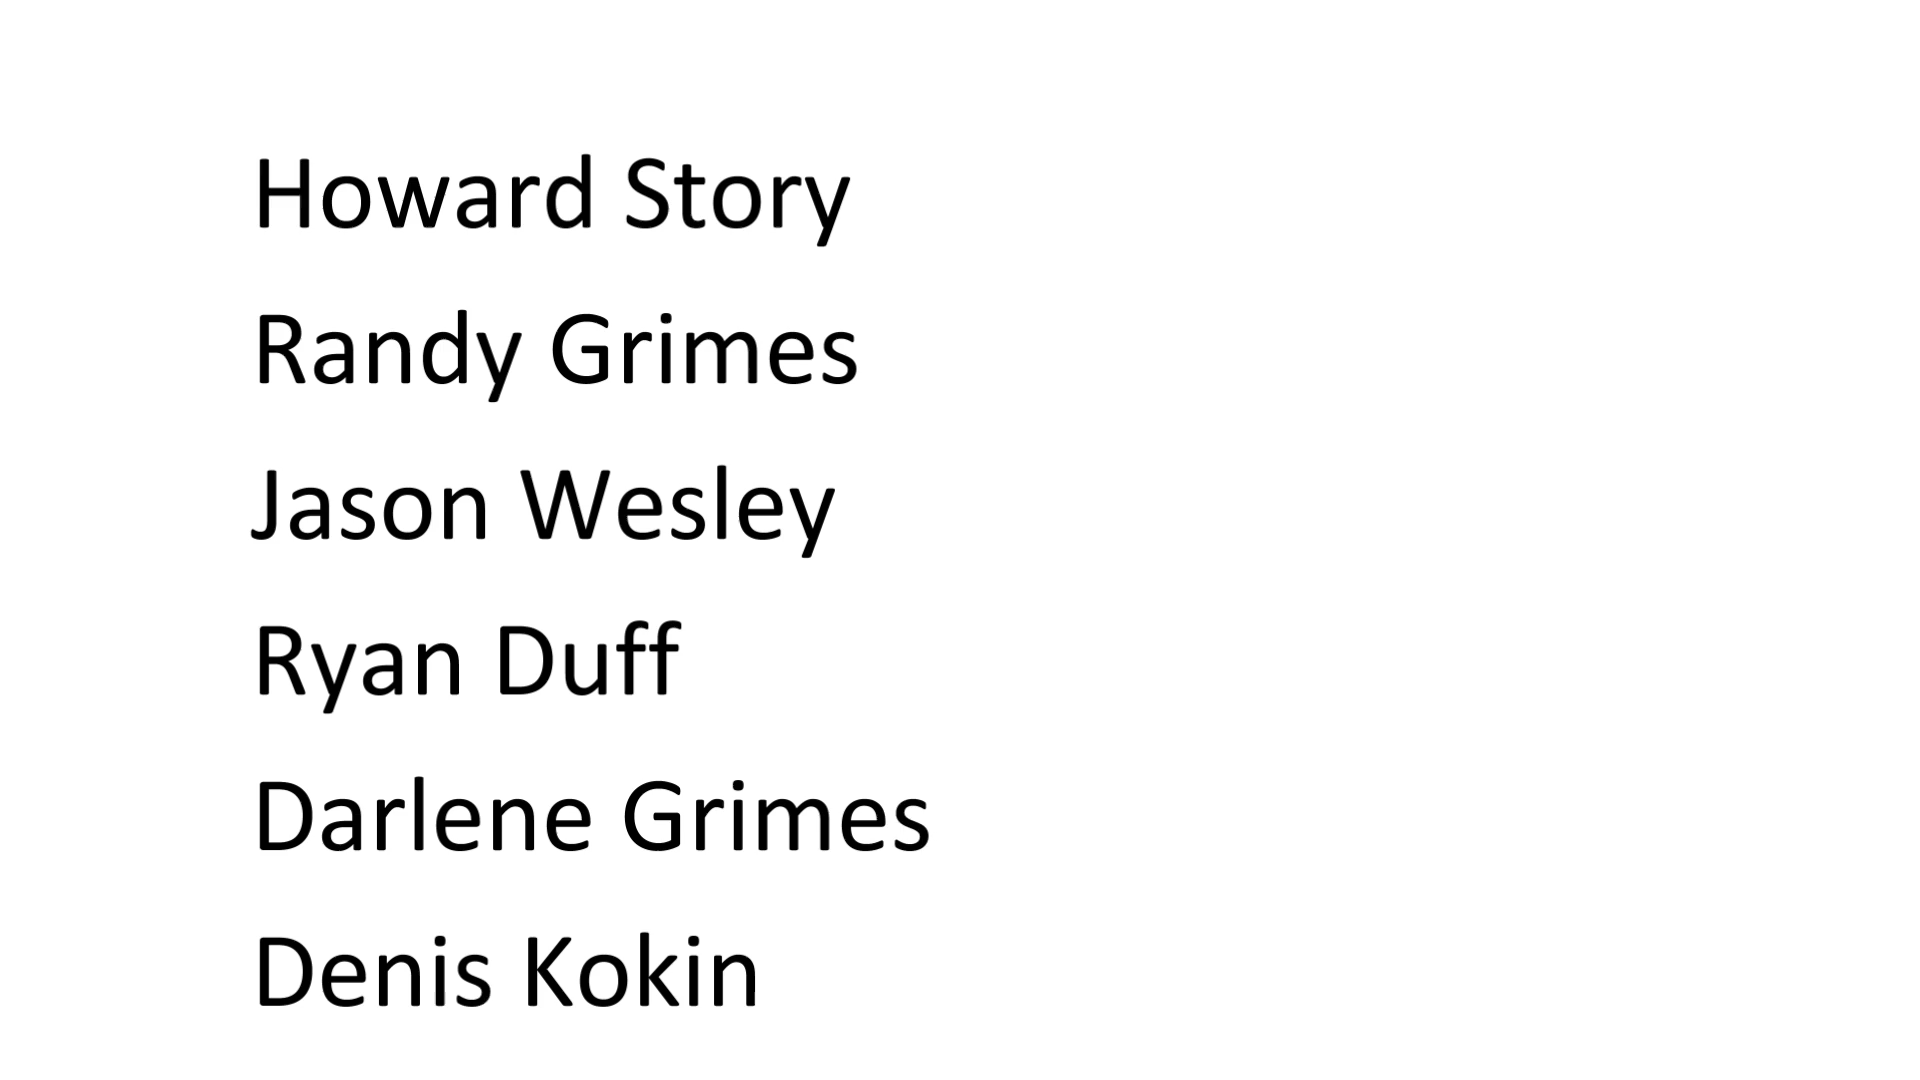 Howard Story
Randy Grimes
Jason Wesley
Ryan Duff
Darlene Grimes
Denis Kokin